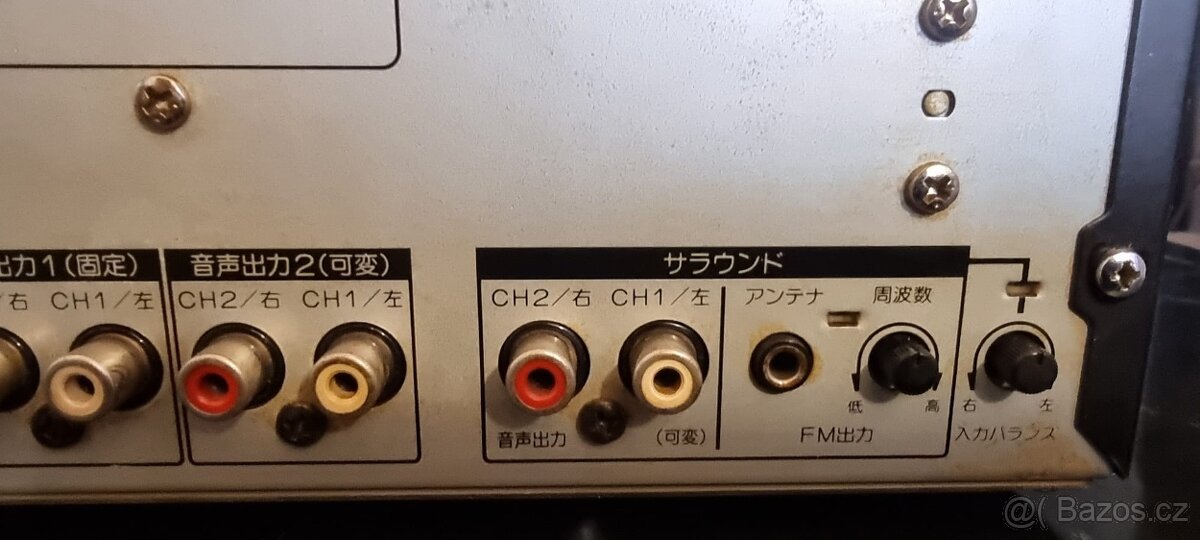 出力1(固定)
音声出力2(可変)
サラウンド
/右 CH1/左
CH2/右 CH1/左
CH2/右 CH1/左
アンテナ
周波数
低 高
右 左
音声出力 (可変)
FM出力
入力バランス
@( Bazos.cz